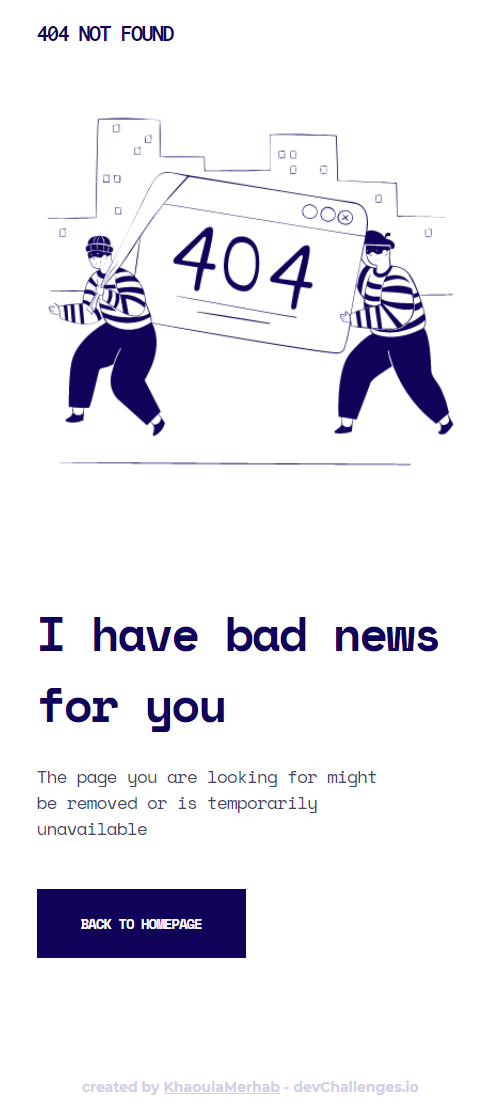 404 NOT FOUND
404
I have bad news
for you
The page you are looking for might
be removed or is temporarily
unavailable
BACK TO HOMEPAGE
created by KhaoulaMerhab - devChallenges.io